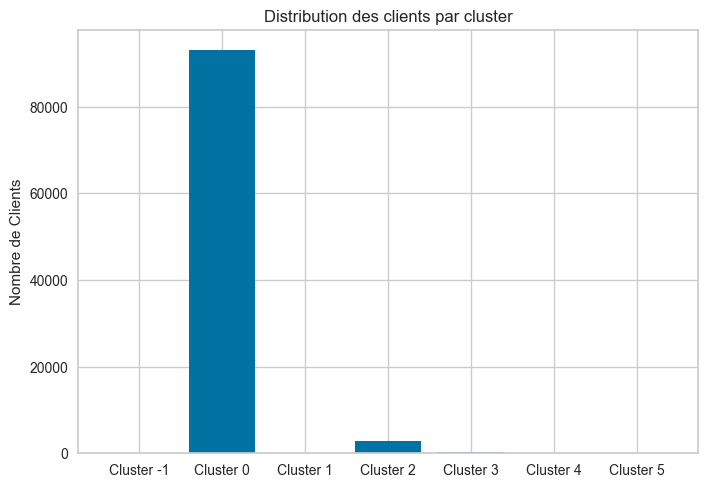 Distribution des clients par cluster
Nombre de Clients
80000
60000
40000
20000
0
Cluster -1 Cluster 0 Cluster 1 Cluster 2 Cluster 3 Cluster 4 Cluster 5